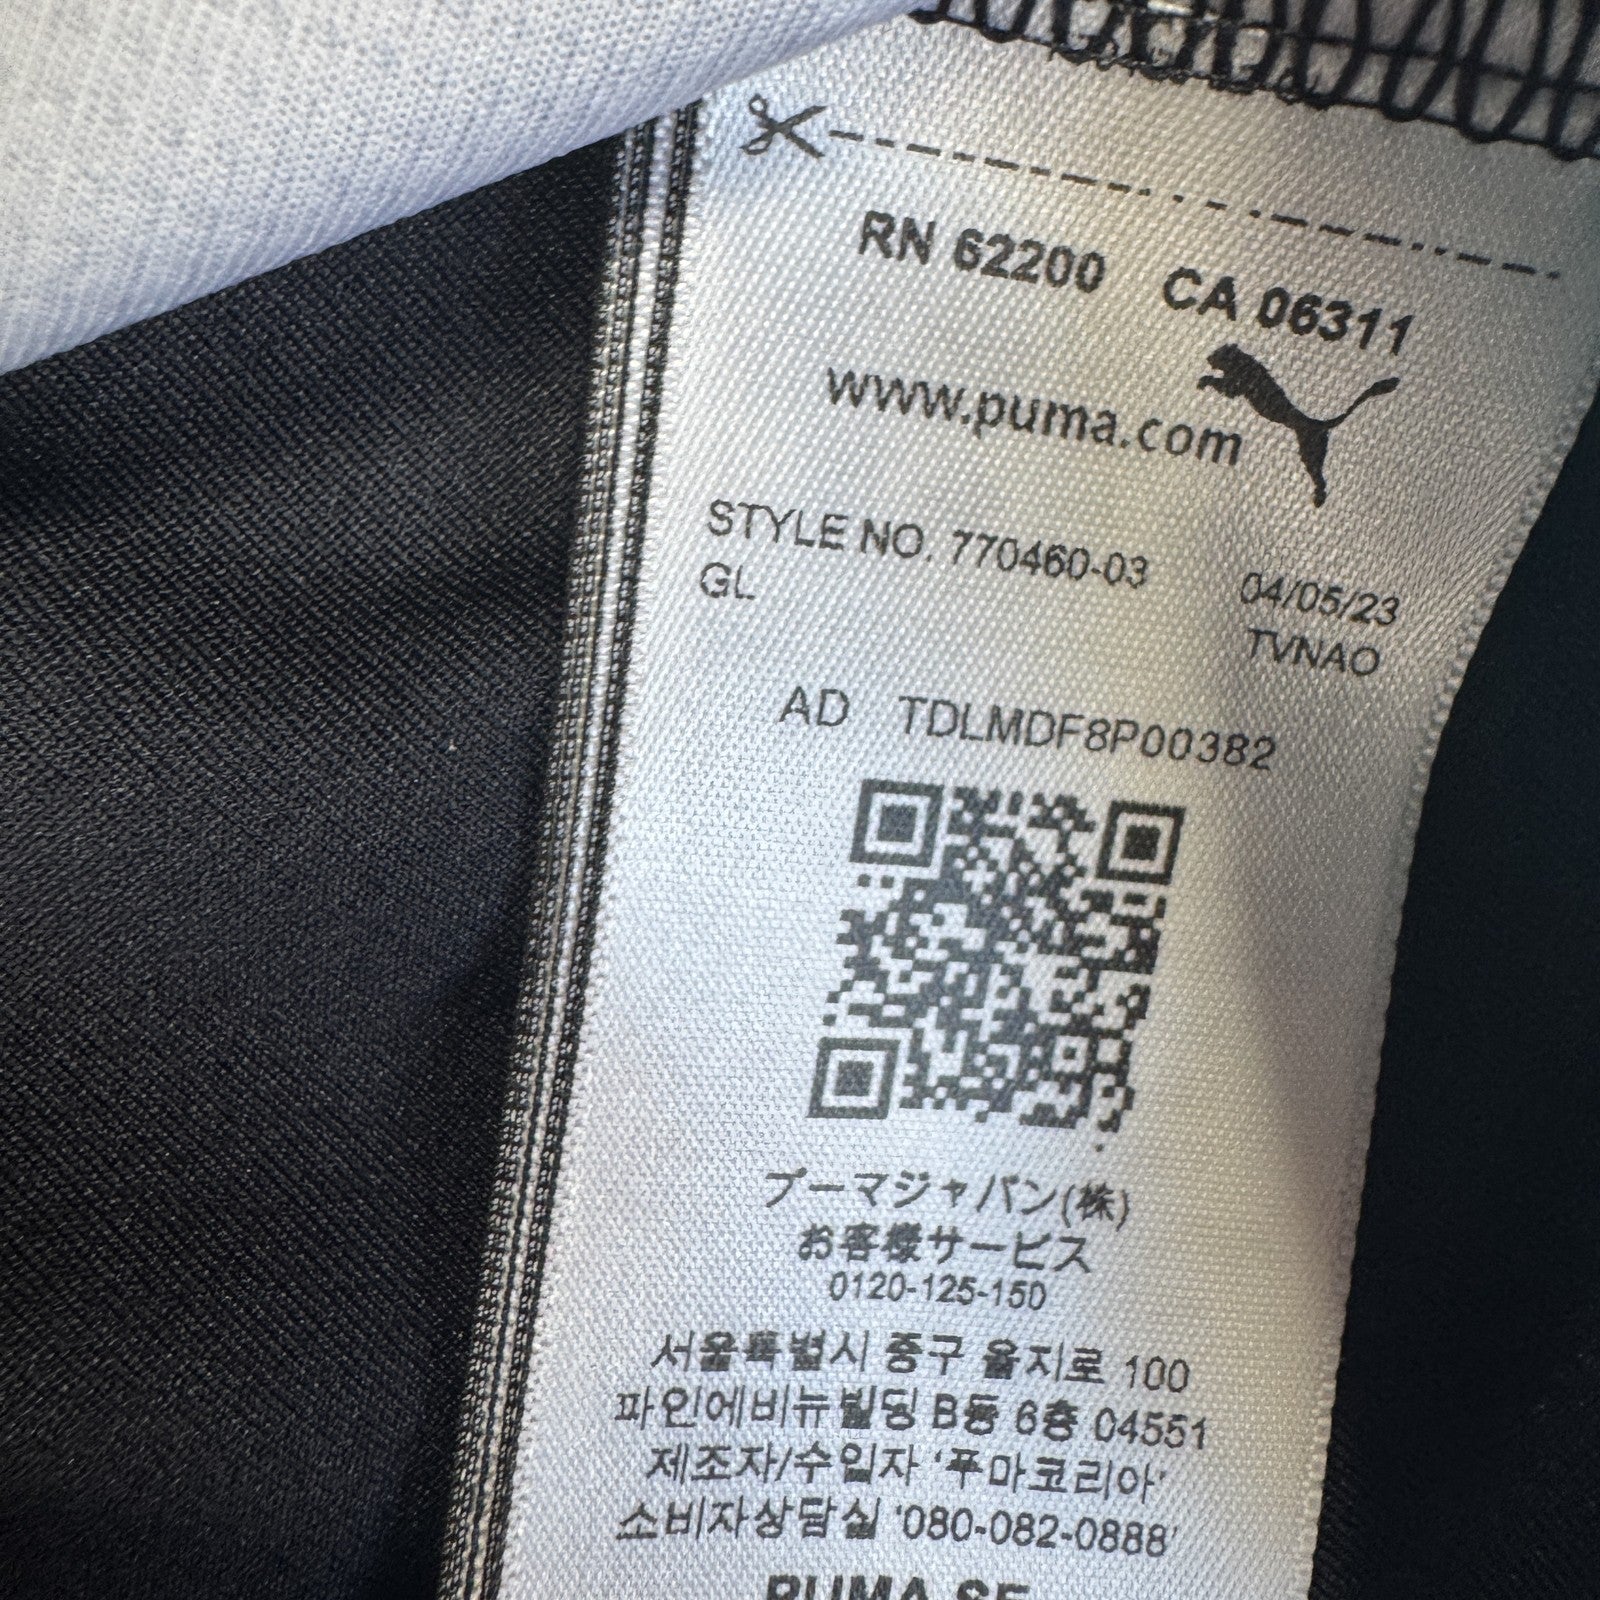 RN 62200 CA 06311
www.puma.com
STYLE NO. 770460-03 04/05/23
GL TVNAO
AD TDLMDF8P00382
プーマジャパン(株)
お客様サービス
0120-125-150
서울특별시 중구 을지로 100
파인에비뉴빌딩 B동 6층 04551
제조자/수입자 '푸마코리아'
소비자상담실 '080-082-0888'
PUMA SE